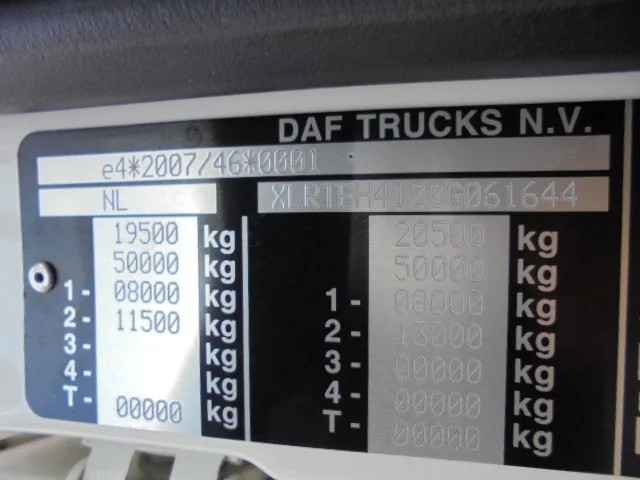 DAF TRUCKS N.V.
e4*2007/46*0001
NL
19500 kg 20500 kg
50000 kg 50000 kg
1 - 08000 kg 1 - 08000 kg
2 - 11500 kg 2 - 13000 kg
3 - kg 3 - 00000 kg
4 - kg 4 - 00000 kg
T - 00000 kg T - 00000 kg